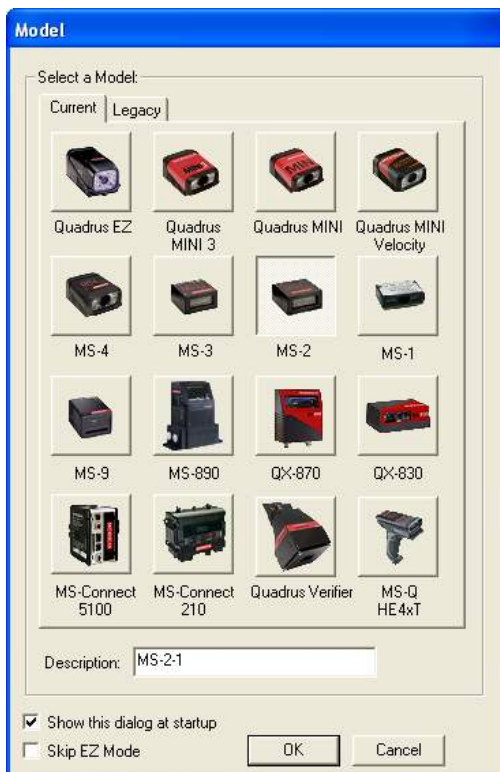 Model
Select a Model:
Current
Legacy
Quadrus EZ
Quadrus
MINI 3
Quadrus MINI
Quadrus MINI
Velocity
MS-4
MS-3
MS-2
MS-1
MS-9
MS-890
QX-870
QX-830
MS-Connect
5100
MS-Connect
210
Quadrus Verifier
MS-Q
HE4xT
Description:
MS-2-1
Show this dialog at startup
Skip EZ Mode
OK
Cancel